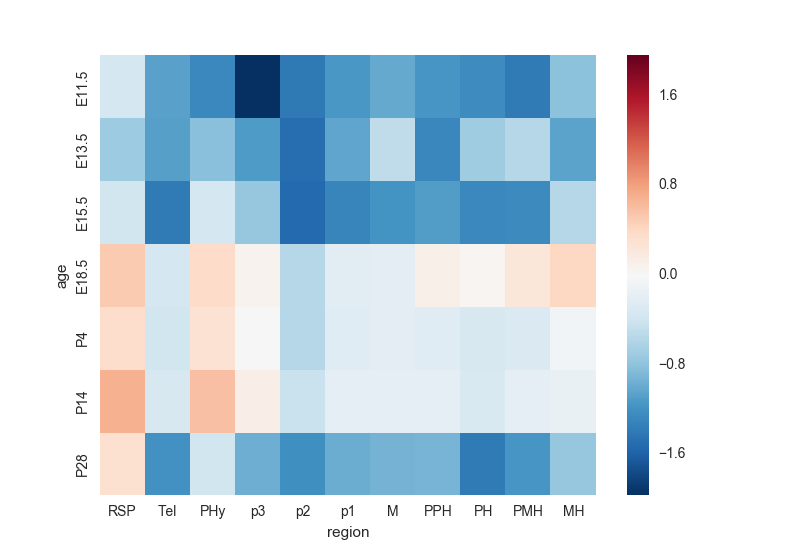 E11.5
E13.5
E15.5
E18.5
P4
P14
P28
age
RSP Tel PHy p3 p2 p1 M PPH PH PMH MH
region
1.6
0.8
0.0
−0.8
−1.6